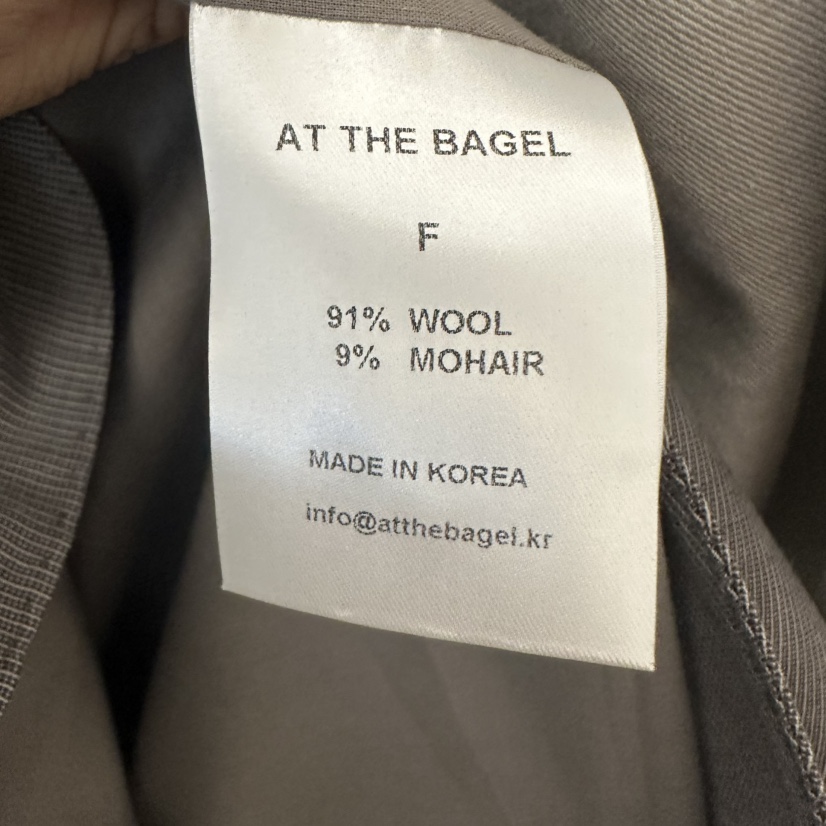 AT THE BAGEL
F
91% WOOL
9% MOHAIR
MADE IN KOREA
info@atthebagel.kr